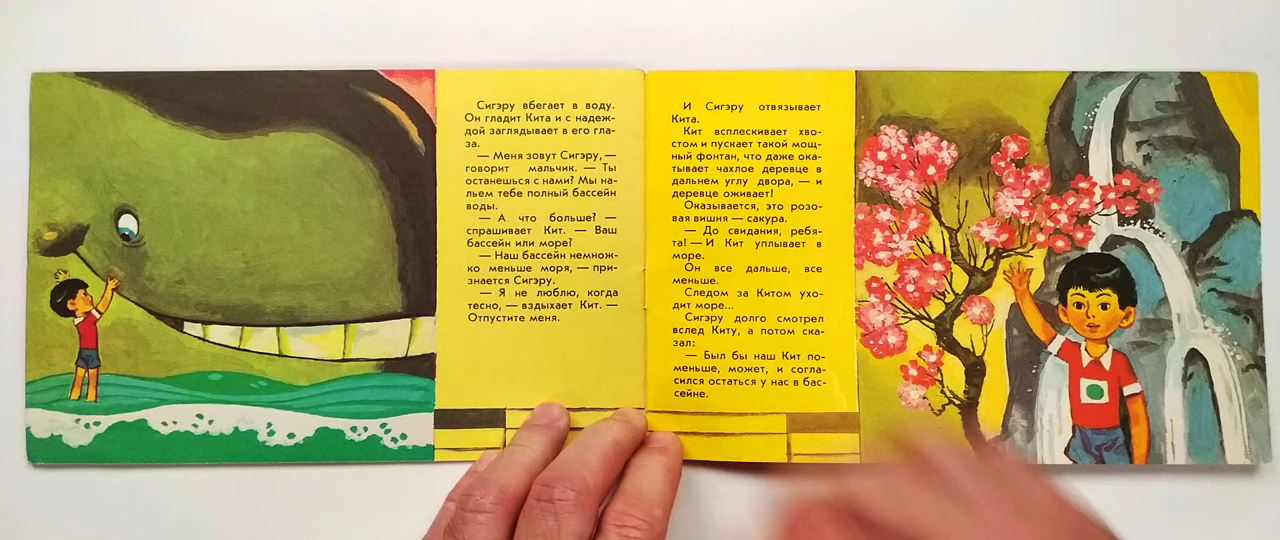 Сигэру вбегает в воду.
Он гладит Кита и с надеж-
дой заглядывает в его гла-
за.
— Меня зовут Сигэру, —
говорит мальчик. — Ты
останешься с нами? Мы на-
льем тебе полный бассейн
воды.
— А что больше? —
спрашивает Кит. — Ваш
бассейн или море?
— Наш бассейн немнож-
ко меньше моря, — при-
знается Сигэру.
— Я не люблю, когда
тесно, — вздыхает Кит. —
Отпустите меня.
И Сигэру отвязывает
Кита.
Кит всплескивает хво-
стом и пускает такой мощ-
ный фонтан, что даже ока-
тывает чахлое деревце в
дальнем углу двора, — и
деревце оживает!
Оказывается, это розо-
вая вишня — сакура.
— До свидания, ребя-
та! — И Кит уплывает в
море.
Он все дальше, все
меньше.
Следом за Китом ухо-
дит море...
Сигэру долго смотрел
вслед Киту, а потом ска-
зал:
— Был бы наш Кит по-
меньше, может, и согла-
сился остаться у нас в бас-
сейне.